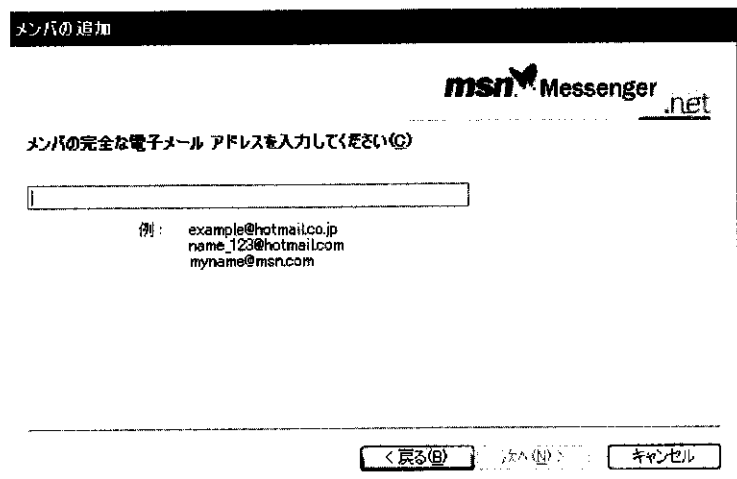 メンバの追加
msn Messenger .net
メンバの完全な電子メール アドレスを入力してください(C)
例： example@hotmail.co.jp
name_123@hotmail.com
myname@msn.com
< 戻る(B) 次へ(N) > キャンセル